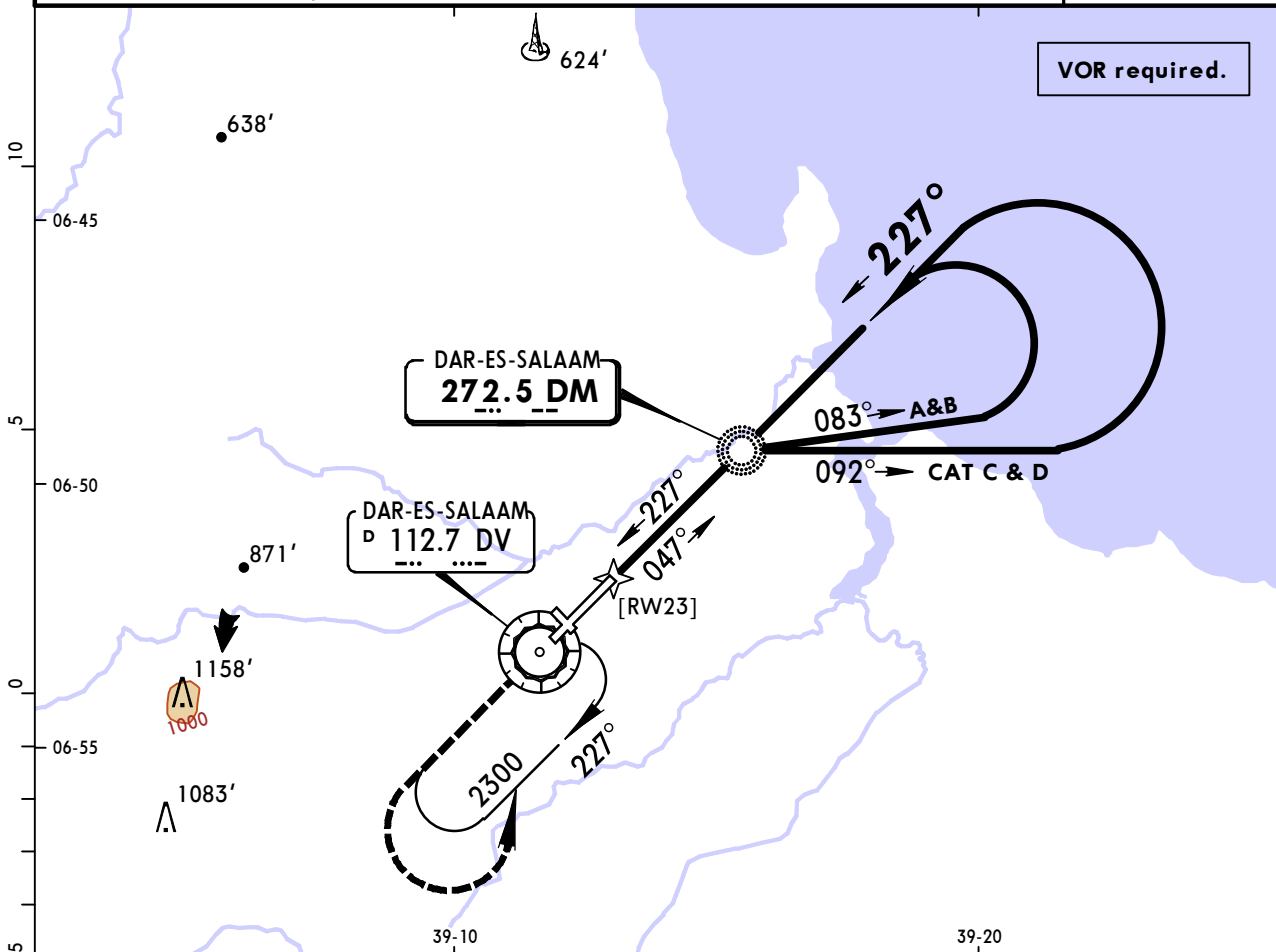 624'
VOR required.
638'
10
06-45
227°
DAR-ES-SALAAM
272.5 DM
083° A&B
5
092° CAT C & D
06-50
227°
DAR-ES-SALAAM
D 112.7 DV
047°
871'
[RW23]
1158'
0
1000
06-55
227°
2300
1083'
39-10
39-20
5